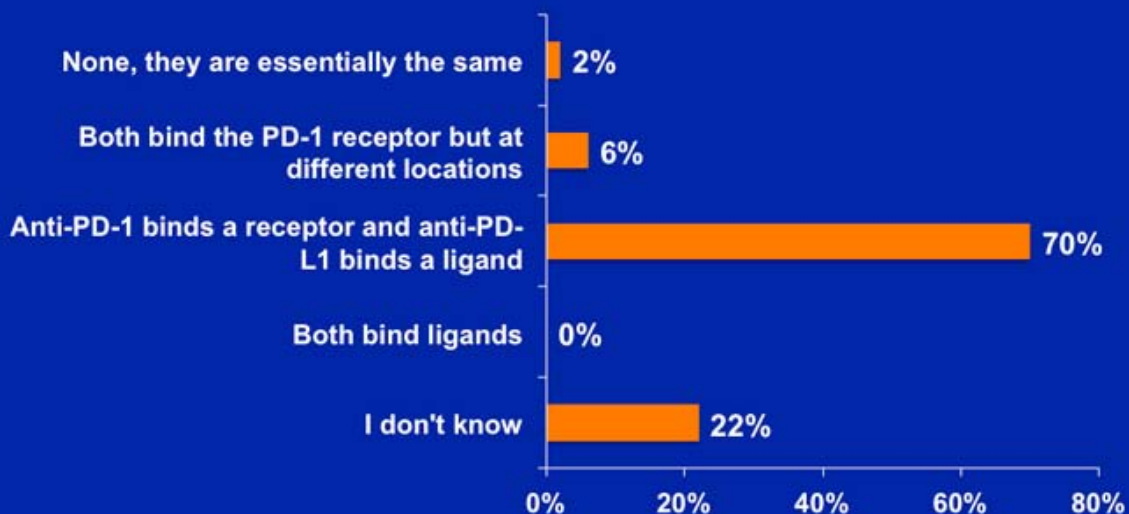 None, they are essentially the same
2%
Both bind the PD-1 receptor but at
different locations
6%
Anti-PD-1 binds a receptor and anti-PD-
L1 binds a ligand
70%
Both bind ligands
0%
I don't know
22%
0% 20% 40% 60% 80%